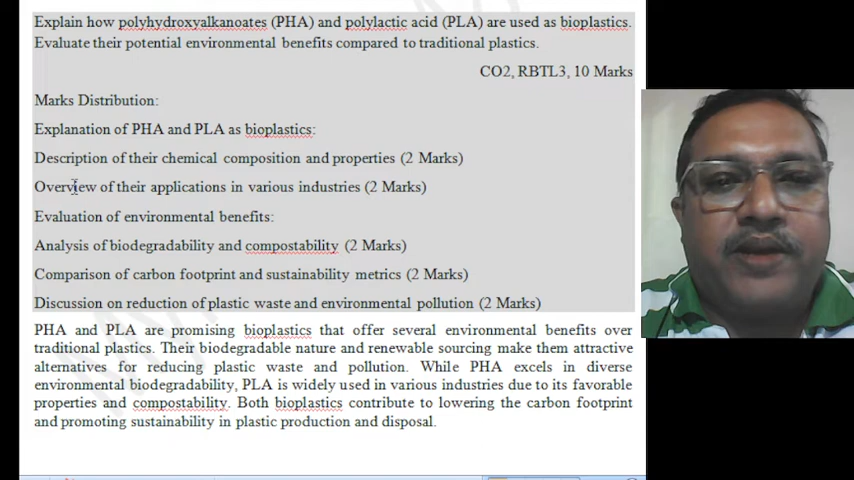 Explain how polyhydroxyalkanoates (PHA) and polylactic acid (PLA) are used as bioplastics.
Evaluate their potential environmental benefits compared to traditional plastics.
CO2, RBTL3, 10 Marks
Marks Distribution:
Explanation of PHA and PLA as bioplastics:
Description of their chemical composition and properties (2 Marks)
Overview of their applications in various industries (2 Marks)
Evaluation of environmental benefits:
Analysis of biodegradability and compostability (2 Marks)
Comparison of carbon footprint and sustainability metrics (2 Marks)
Discussion on reduction of plastic waste and environmental pollution (2 Marks)
PHA and PLA are promising bioplastics that offer several environmental benefits over
traditional plastics. Their biodegradable nature and renewable sourcing make them attractive
alternatives for reducing plastic waste and pollution. While PHA excels in diverse
environmental biodegradability, PLA is widely used in various industries due to its favorable
properties and compostability. Both bioplastics contribute to lowering the carbon footprint
and promoting sustainability in plastic production and disposal.